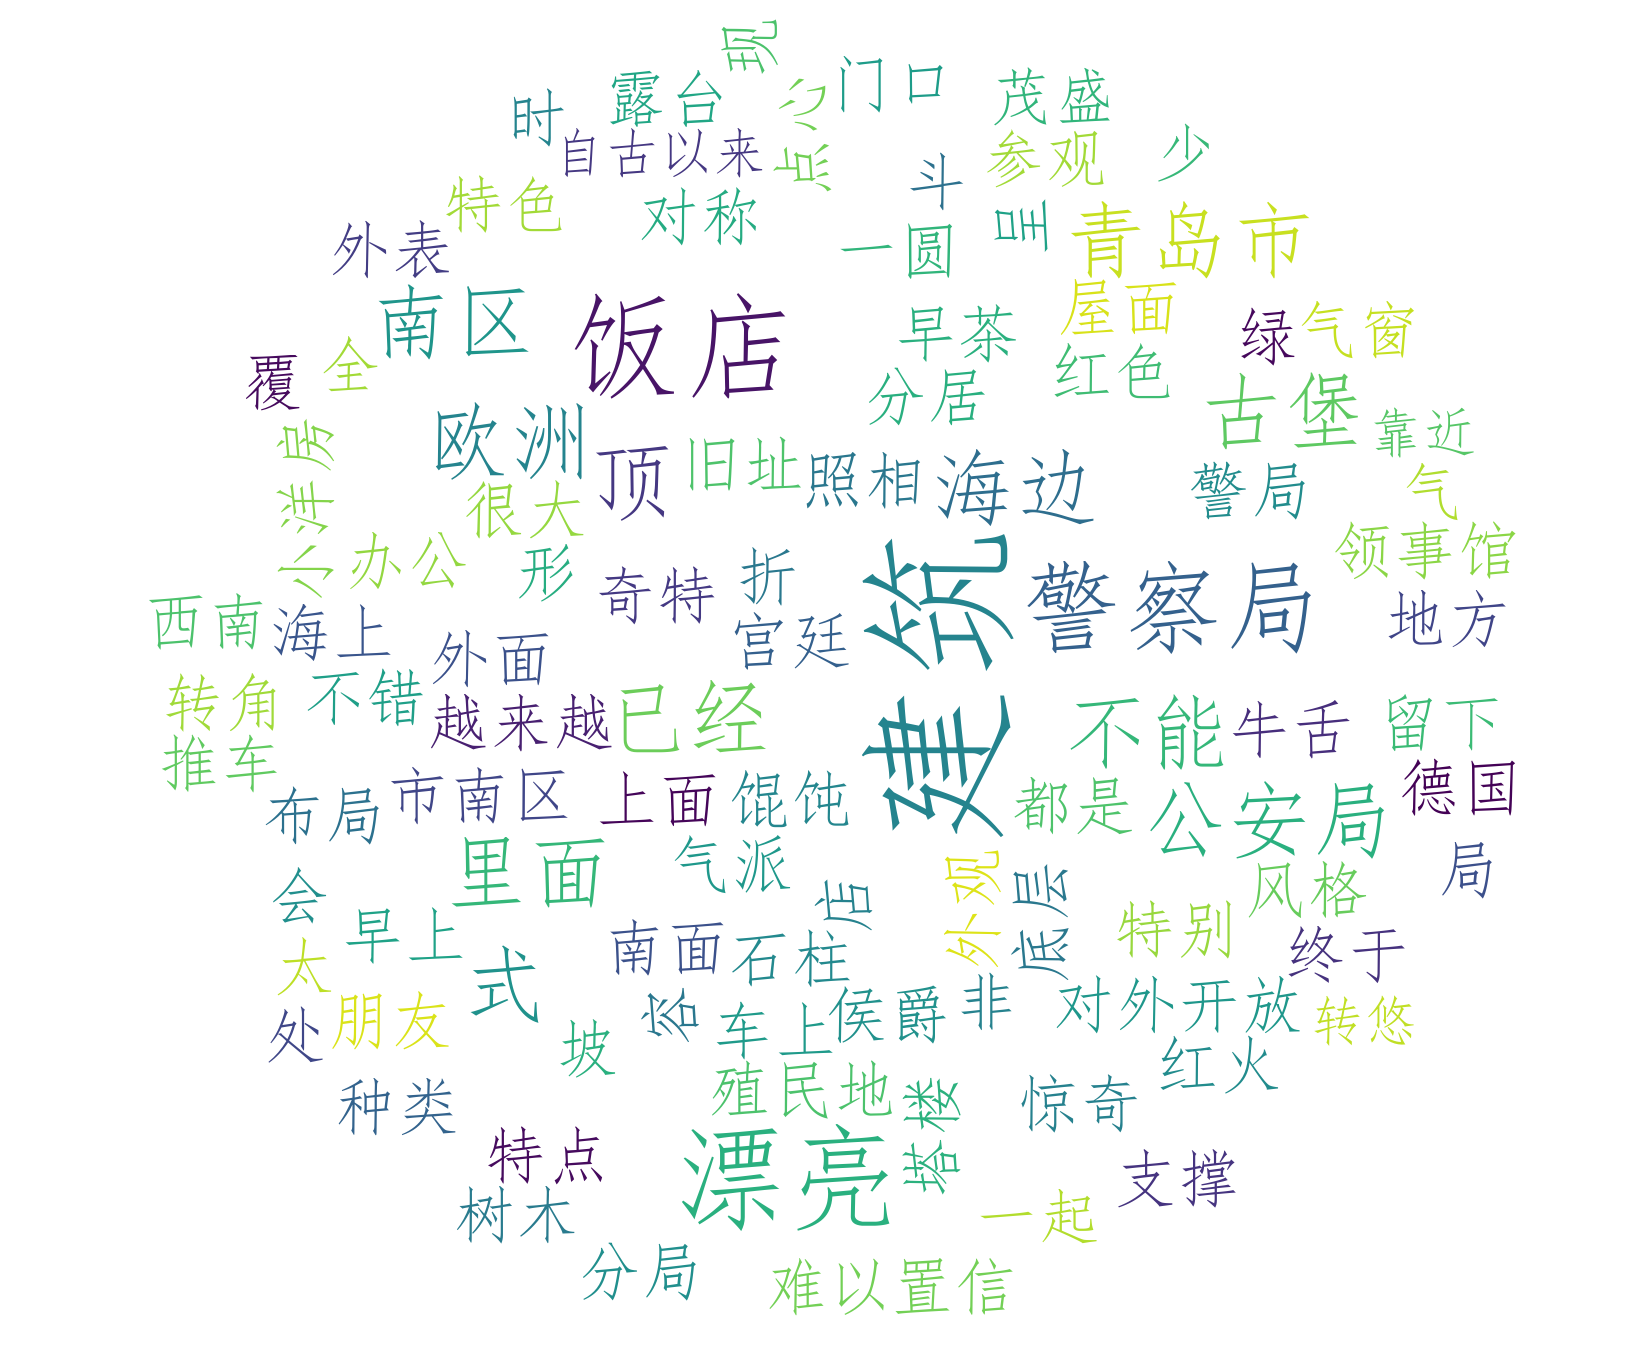 现
门口
露台
点心
茂盛
时
自古以来
参观
少
斗
特色
对称
呈
青岛市
外表
一圆
南区
饭店
屋面
早茶
绿
气窗
覆
全
红色
分居
古堡
欧洲
顶
旧址
照相
海边
靠近
小洋房
很大
警局
气
办公
形
奇特
折
建筑
警察局
领事馆
西南
海上
外面
宫廷
地方
转角
不错
越来越
已经
不能
牛舌
留下
推车
布局
市南区
上面
馄饨
都是
公安局
德国
里面
气派
外观
底层
局
会
店
风格
早上
南面
石柱
特别
终于
太
式
处
朋友
容
车上
侯爵
非
对外开放
转悠
坡
红火
种类
殖民地
塔楼
惊奇
特点
漂亮
支撑
树木
一起
分局
难以置信